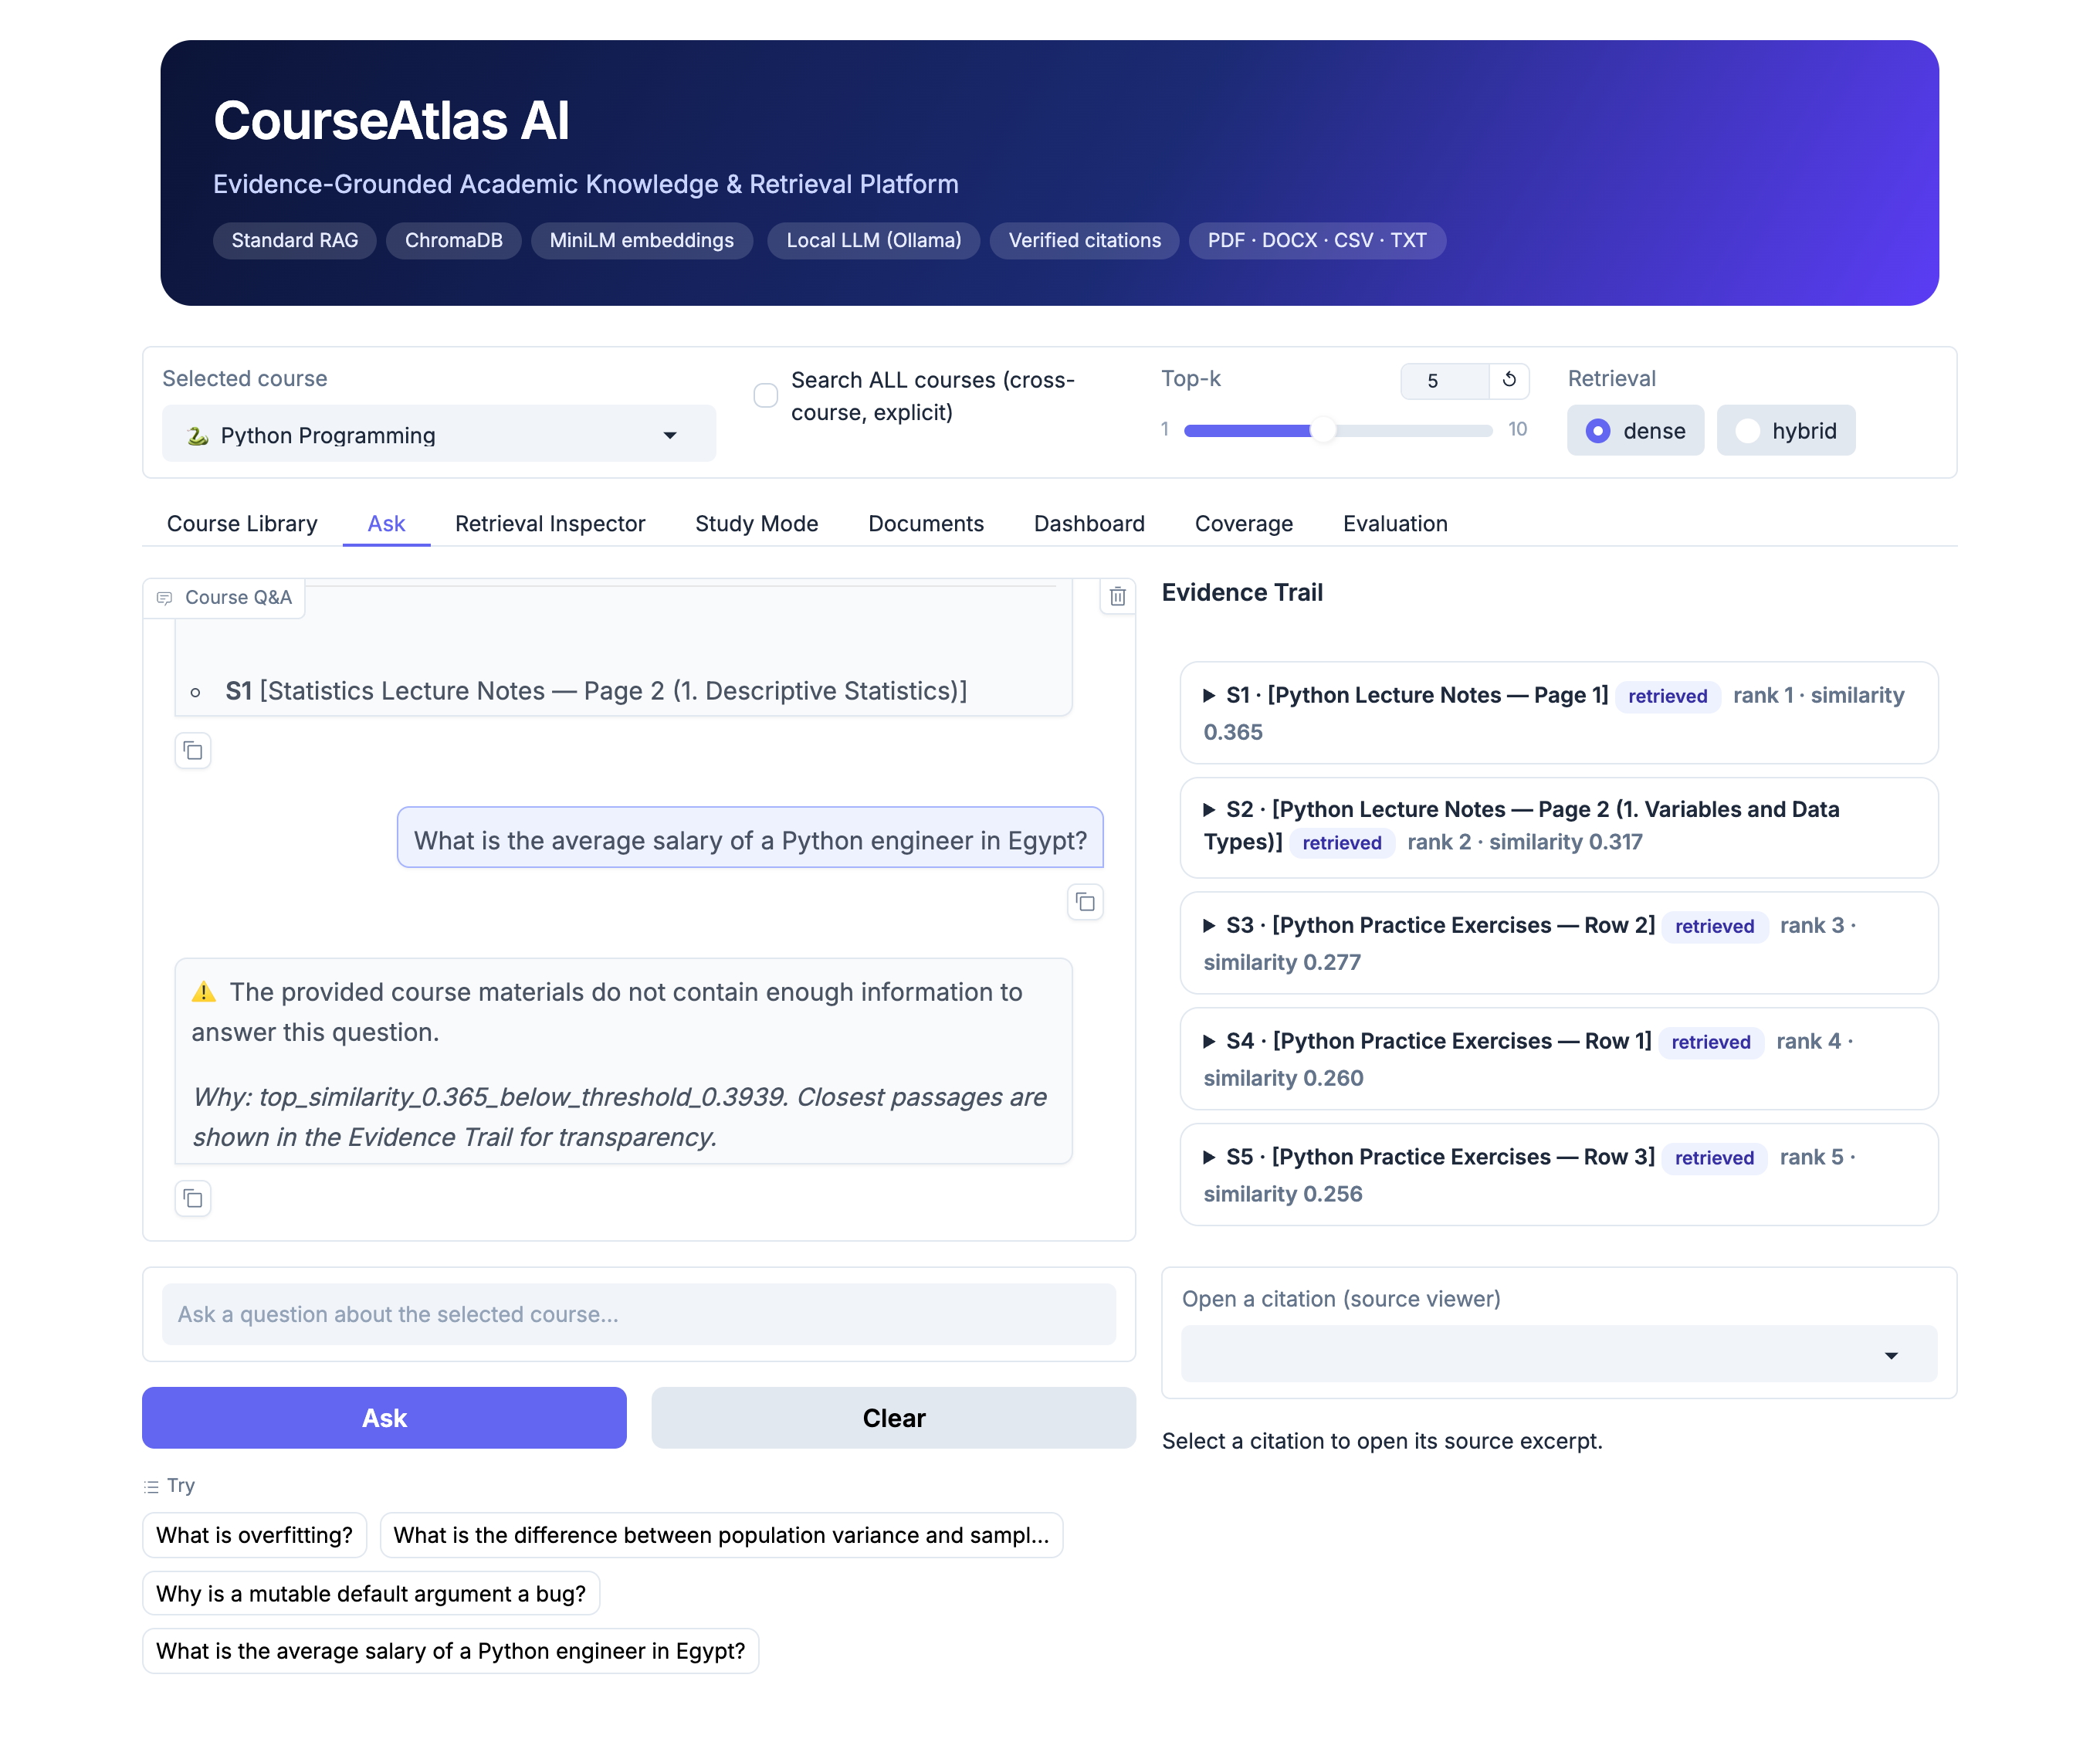 CourseAtlas AI
Evidence-Grounded Academic Knowledge & Retrieval Platform
Standard RAG
ChromaDB
MiniLM embeddings
Local LLM (Ollama)
Verified citations
PDF · DOCX · CSV · TXT
Selected course
🐍 Python Programming
Search ALL courses (cross-
course, explicit)
Top-k
5
1
10
Retrieval
dense
hybrid
Course Library
Ask
Retrieval Inspector
Study Mode
Documents
Dashboard
Coverage
Evaluation
Course Q&A
S1 [Statistics Lecture Notes — Page 2 (1. Descriptive Statistics)]
What is the average salary of a Python engineer in Egypt?
⚠️ The provided course materials do not contain enough information to
answer this question.
Why: top_similarity_0.365_below_threshold_0.3939. Closest passages are
shown in the Evidence Trail for transparency.
Ask a question about the selected course...
Ask
Clear
Try
What is overfitting?
What is the difference between population variance and sampl...
Why is a mutable default argument a bug?
What is the average salary of a Python engineer in Egypt?
Evidence Trail
S1 · [Python Lecture Notes — Page 1] retrieved rank 1 · similarity
0.365
S2 · [Python Lecture Notes — Page 2 (1. Variables and Data
Types)] retrieved rank 2 · similarity 0.317
S3 · [Python Practice Exercises — Row 2] retrieved rank 3 ·
similarity 0.277
S4 · [Python Practice Exercises — Row 1] retrieved rank 4 ·
similarity 0.260
S5 · [Python Practice Exercises — Row 3] retrieved rank 5 ·
similarity 0.256
Open a citation (source viewer)
Select a citation to open its source excerpt.